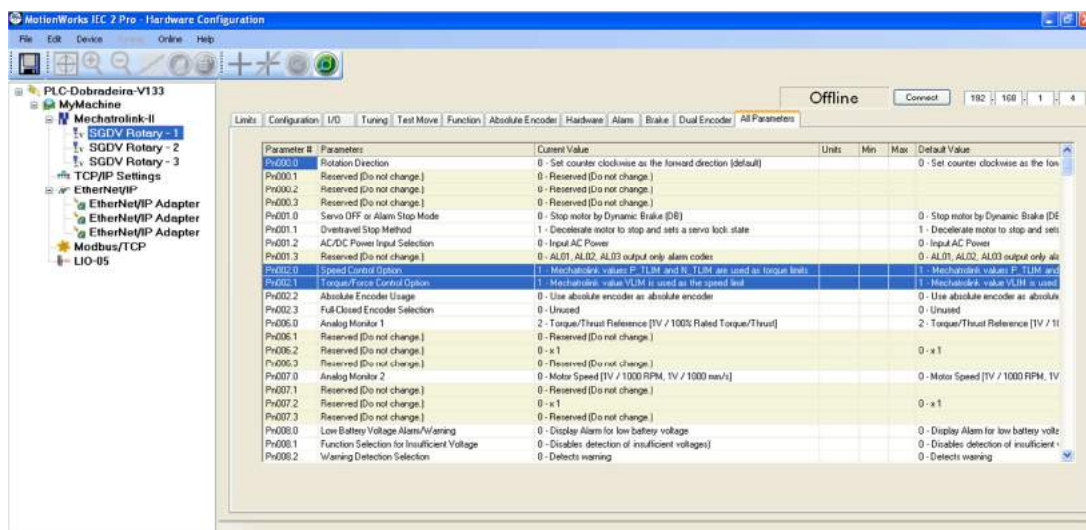 MotionWorks IEC 2 Pro - Hardware Configuration
File Edit Device Online Help
Offline Connect 192 . 168 . 1 . 4
PLC-Dobradeira-V133
MyMachine
Mechatrolink-II
SGDV Rotary - 1
SGDV Rotary - 2
SGDV Rotary - 3
TCP/IP Settings
EtherNet/IP
EtherNet/IP Adapter
EtherNet/IP Adapter
EtherNet/IP Adapter
Modbus/TCP
LIO-05
Limits Configuration I/O Tuning Test Move Function Absolute Encoder Hardware Alarm Brake Dual Encoder All Parameters
Parameter # Parameters Current Value Units Min Max Default Value
Pn000.0 Rotation Direction 0 - Set counter clockwise as the forward direction (default) 0 - Set counter clockwise as the forw
Pn000.1 Reserved (Do not change.) 0 - Reserved (Do not change.)
Pn000.2 Reserved (Do not change.) 0 - Reserved (Do not change.)
Pn000.3 Reserved (Do not change.) 0 - Reserved (Do not change.)
Pn001.0 Servo OFF or Alarm Stop Mode 0 - Stop motor by Dynamic Brake (DB) 0 - Stop motor by Dynamic Brake (DE
Pn001.1 Overtravel Stop Method 1 - Decelerate motor to stop and sets a servo lock state 1 - Decelerate motor to stop and sets
Pn001.2 AC/DC Power Input Selection 0 - Input AC Power 0 - Input AC Power
Pn001.3 Reserved (Do not change.) 0 - AL01, AL02, AL03 output only alarm codes 0 - AL01, AL02, AL03 output only ala
Pn002.0 Speed Control Option 1 - Mechatrolink values P_TLIM and N_TLIM are used as torque limits 1 - Mechatrolink values P_TLIM and
Pn002.1 Torque/Force Control Option 1 - Mechatrolink value VLIM is used as the speed limit 1 - Mechatrolink value VLIM is used
Pn002.2 Absolute Encoder Usage 0 - Use absolute encoder as absolute encoder 0 - Use absolute encoder as absolute
Pn002.3 Full-Closed Encoder Selection 0 - Unused 0 - Unused
Pn006.0 Analog Monitor 1 2 - Torque/Thrust Reference [1V / 100% Rated Torque/Thrust] 2 - Torque/Thrust Reference [1V / 10
Pn006.1 Reserved (Do not change.) 0 - Reserved (Do not change.)
Pn006.2 Reserved (Do not change.) 0 - x 1 0 - x 1
Pn006.3 Reserved (Do not change.) 0 - Reserved (Do not change.)
Pn007.0 Analog Monitor 2 0 - Motor Speed [1V / 1000 RPM, 1V / 1000 mm/s] 0 - Motor Speed [1V / 1000 RPM, 1V
Pn007.1 Reserved (Do not change.) 0 - Reserved (Do not change.)
Pn007.2 Reserved (Do not change.) 0 - x 1 0 - x 1
Pn007.3 Reserved (Do not change.) 0 - Reserved (Do not change.)
Pn008.0 Low Battery Voltage Alarm/Warning 0 - Display Alarm for low battery voltage 0 - Display Alarm for low battery volta
Pn008.1 Function Selection for Insufficient Voltage 0 - Disables detection of insufficient voltages) 0 - Disables detection of insufficient
Pn008.2 Warning Detection Selection 0 - Detects warning 0 - Detects warning